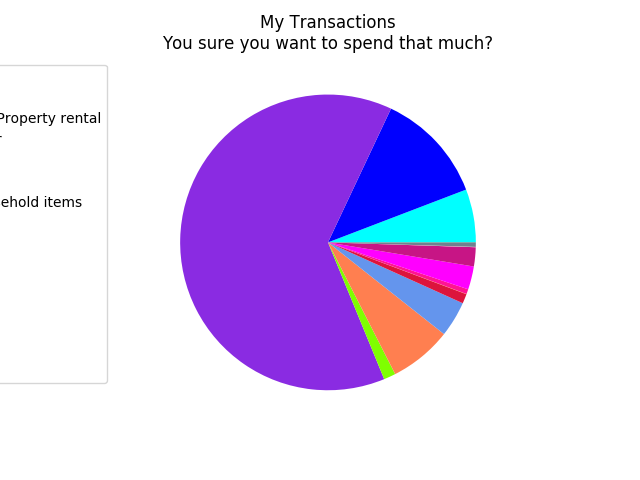 My Transactions
You sure you want to spend that much?
Property rental
ehold items